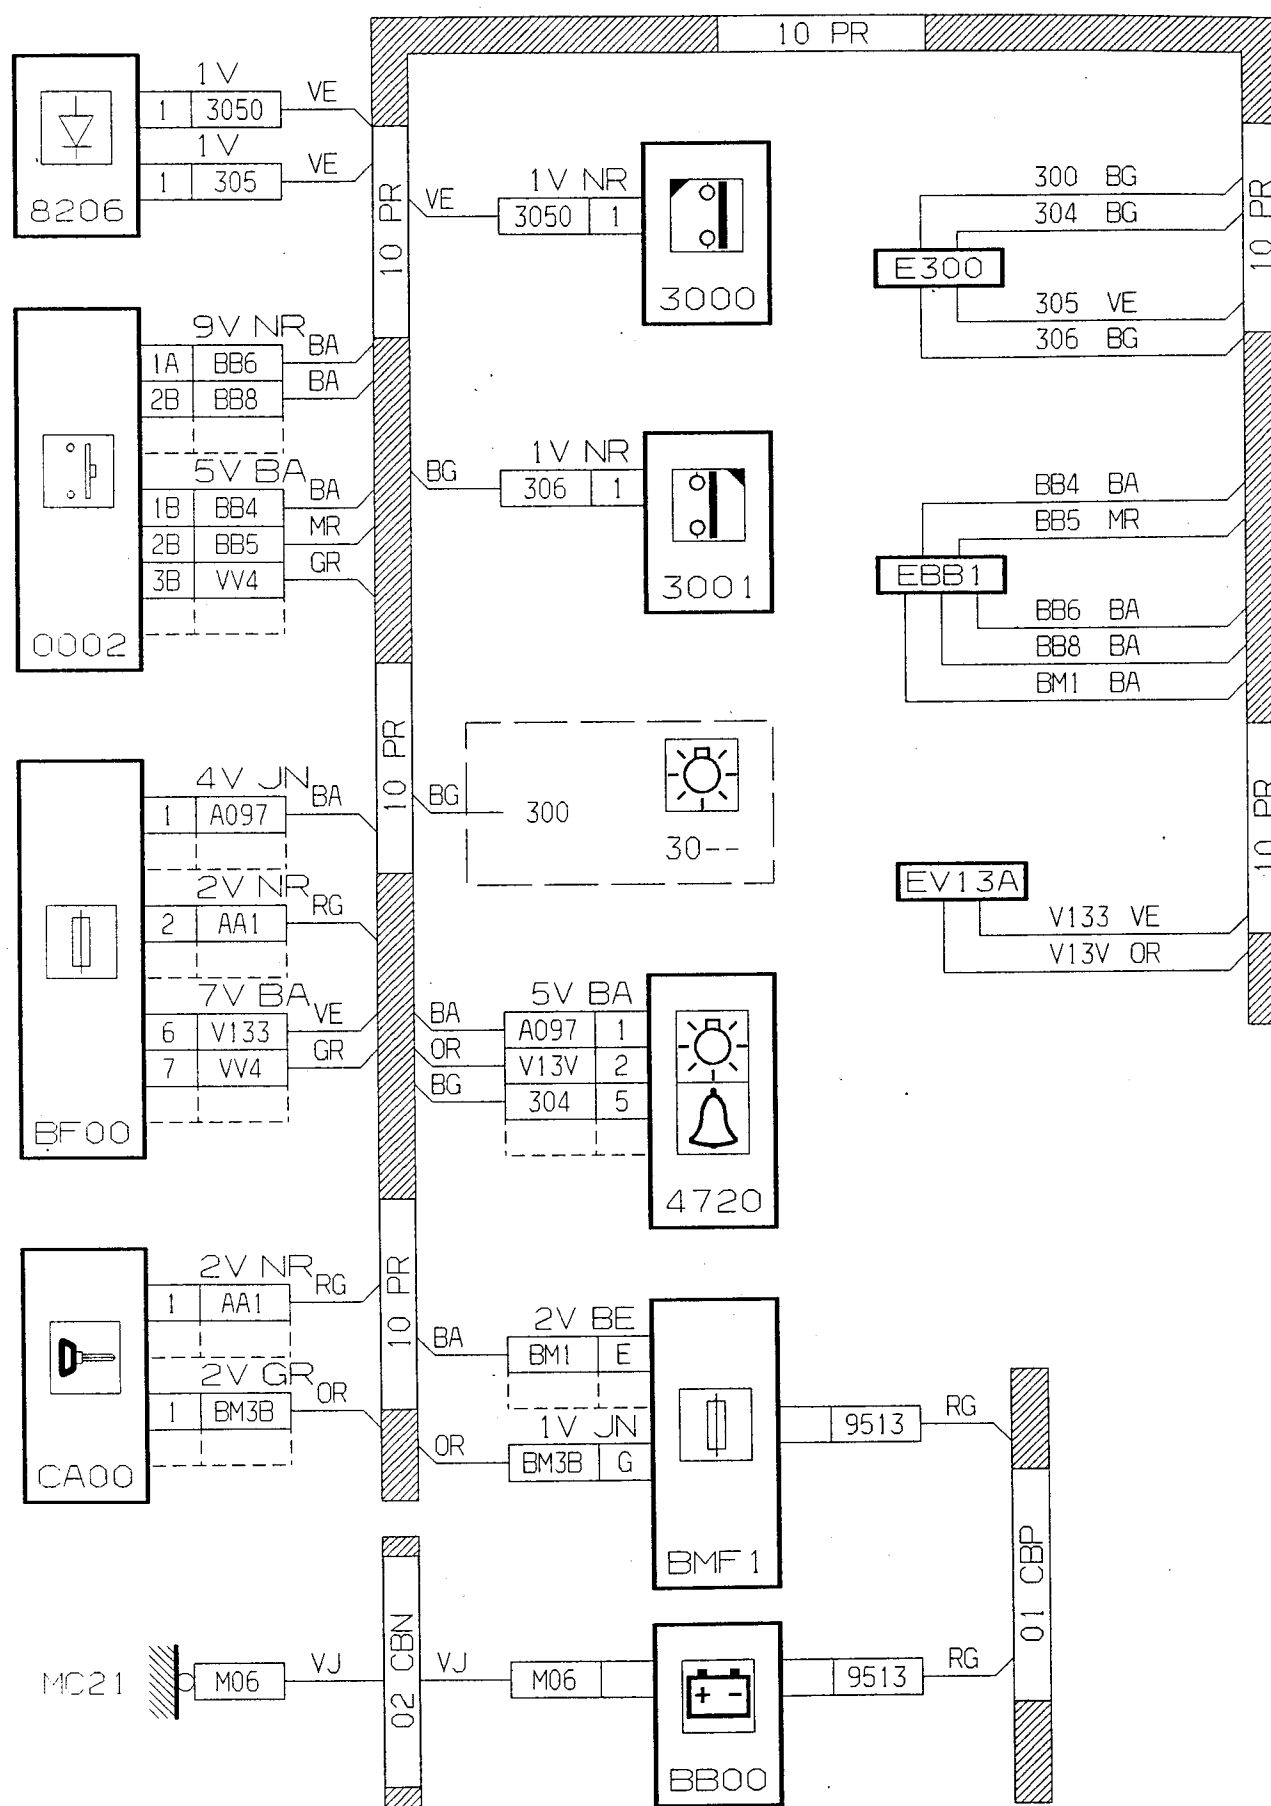 10 PR
1V
1 3050 VE
1V
1 305 VE
8206
10 PR
VE
1V NR
3050 1
3000
300 BG
304 BG
E300
305 VE
306 BG
10 PR
9V NR
1A BB6 BA
2B BB8 BA
5V BA
1B BB4 BA
2B BB5 MR
3B VV4 GR
0002
BG
1V NR
306 1
3001
BB4 BA
BB5 MR
EBB1
BB6 BA
BB8 BA
BM1 BA
10 PR
4V JN
1 A097 BA
2V NR
2 AA1 RG
7V BA
6 V133 VE
7 VV4 GR
BF00
BG
300
30--
10 PR
EV13A
V133 VE
V13V OR
5V BA
BA A097 1
OR V13V 2
BG 304 5
4720
2V NR
1 AA1 RG
2V GR
1 BM3B OR
CA00
10 PR
2V BE
BA BM1 E
1V JN
OR BM3B G
BMF1
9513 RG
01 CBP
MC21
M06 VJ
02 CBN
VJ M06
BB00
9513 RG